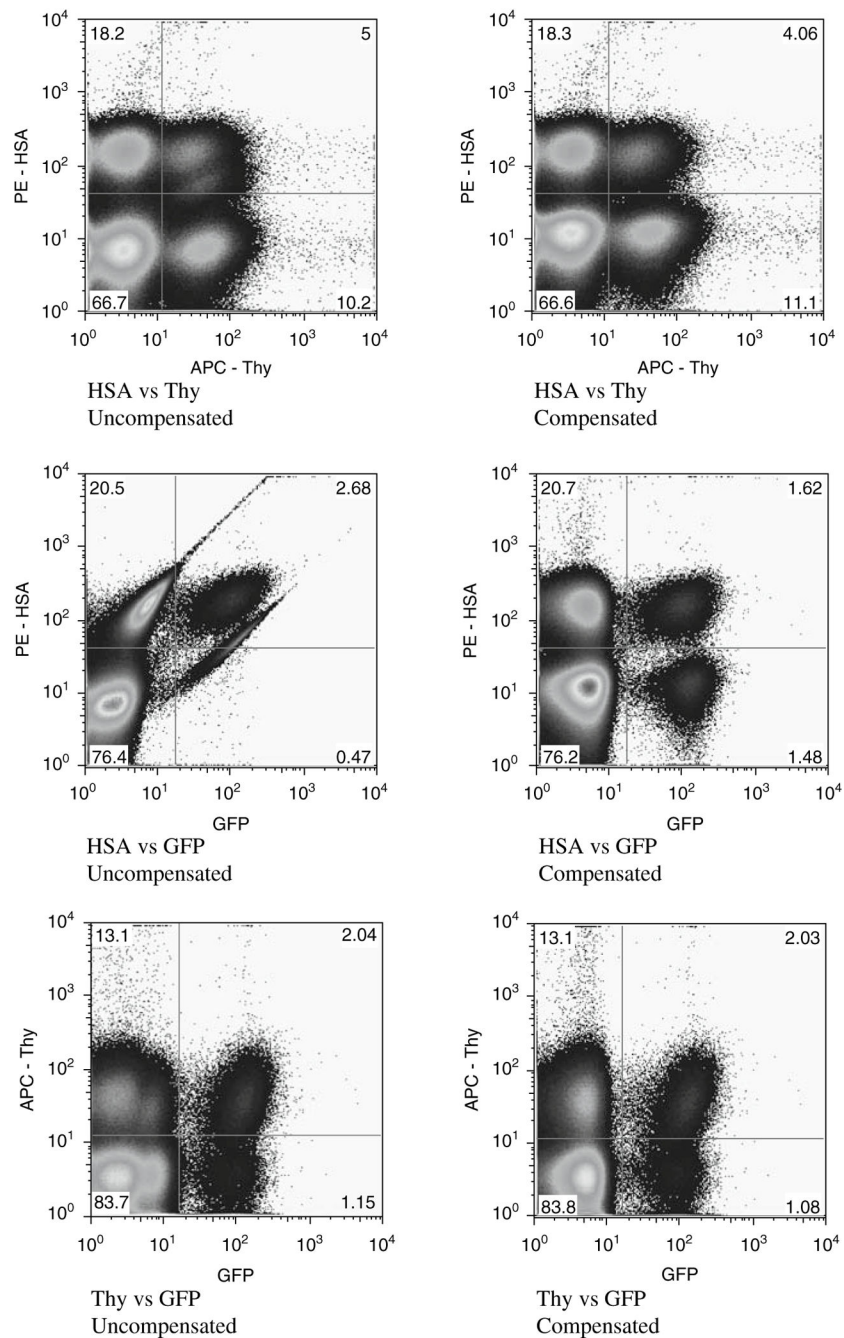 10⁴
18.2 5
10³
PE - HSA
10²
10¹
66.7 10.2
10⁰
10⁰ 10¹ 10² 10³ 10⁴
APC - Thy
HSA vs Thy
Uncompensated
10⁴
18.3 4.06
10³
PE - HSA
10²
10¹
66.6 11.1
10⁰
10⁰ 10¹ 10² 10³ 10⁴
APC - Thy
HSA vs Thy
Compensated
10⁴
20.5 2.68
10³
PE - HSA
10²
10¹
76.4 0.47
10⁰
10⁰ 10¹ 10² 10³ 10⁴
GFP
HSA vs GFP
Uncompensated
10⁴
20.7 1.62
10³
PE - HSA
10²
10¹
76.2 1.48
10⁰
10⁰ 10¹ 10² 10³ 10⁴
GFP
HSA vs GFP
Compensated
10⁴
13.1 2.04
10³
APC - Thy
10²
10¹
83.7 1.15
10⁰
10⁰ 10¹ 10² 10³ 10⁴
GFP
Thy vs GFP
Uncompensated
10⁴
13.1 2.03
10³
APC - Thy
10²
10¹
83.8 1.08
10⁰
10⁰ 10¹ 10² 10³ 10⁴
GFP
Thy vs GFP
Compensated